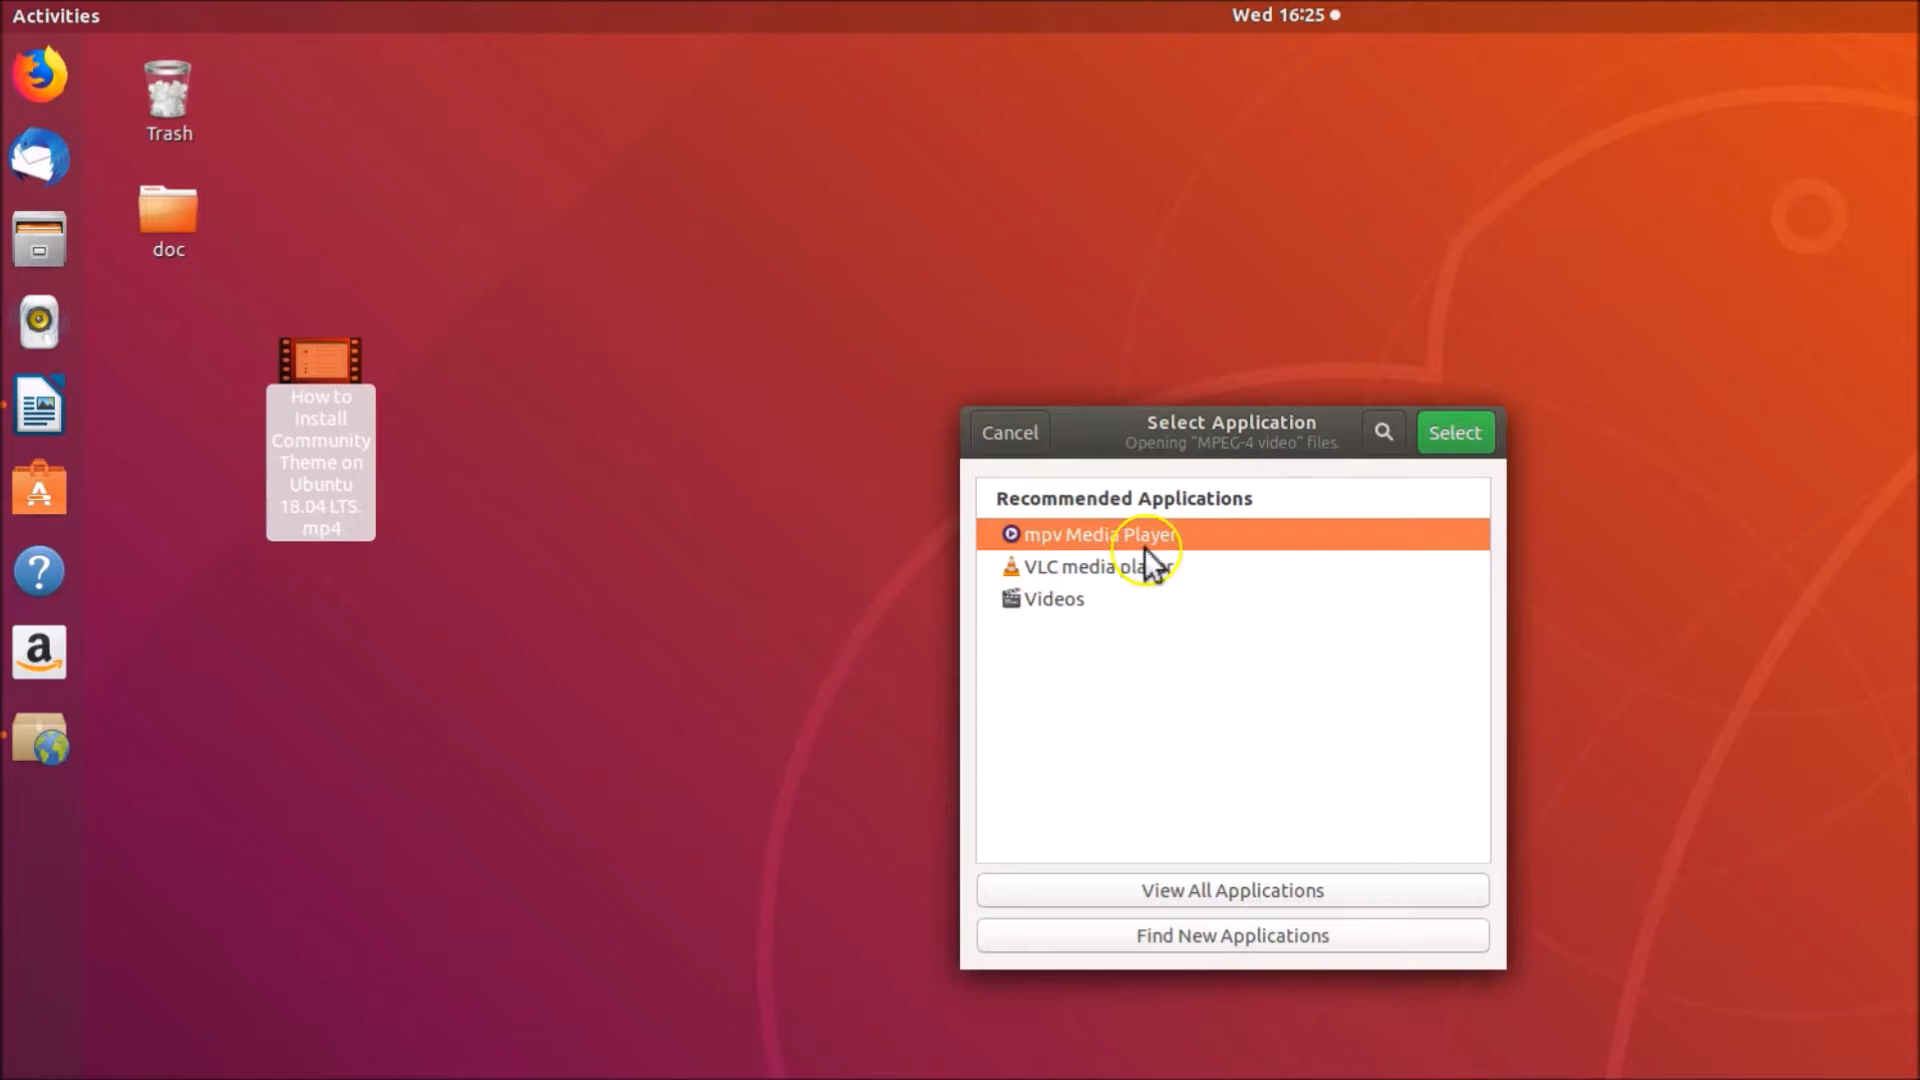 Activities
Wed 16:25
Trash
doc
How to
Install
Community
Theme on
Ubuntu
18.04 LTS.
mp4
Cancel
Select Application
Opening "MPEG-4 video" files.
Select
Recommended Applications
mpv Media Player
VLC media player
Videos
View All Applications
Find New Applications